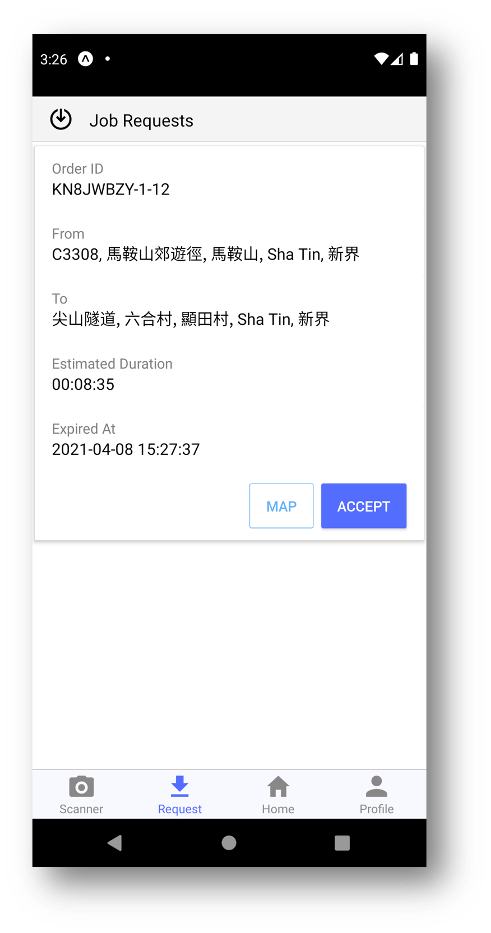 3:26
Job Requests
Order ID
KN8JWBZY-1-12
From
C3308, 馬鞍山郊遊徑, 馬鞍山, Sha Tin, 新界
To
尖山隧道, 六合村, 顯田村, Sha Tin, 新界
Estimated Duration
00:08:35
Expired At
2021-04-08 15:27:37
MAP ACCEPT
Scanner Request Home Profile